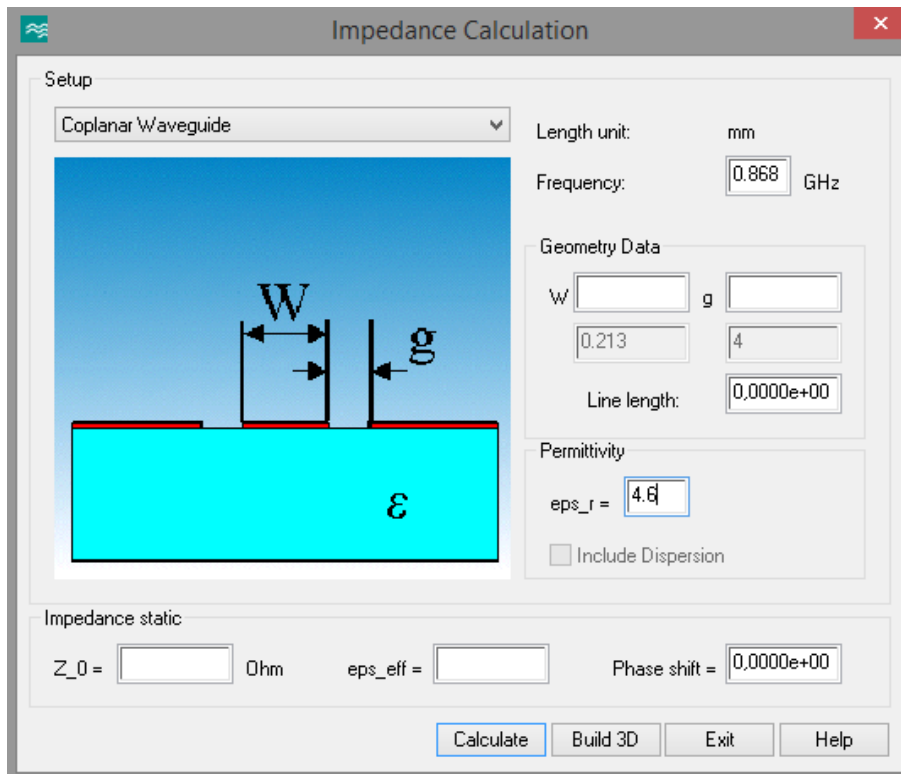 Impedance Calculation
Setup
Coplanar Waveguide
Length unit: mm
Frequency: 0.868 GHz
W
g
ε
Geometry Data
W g
0.213 4
Line length: 0,0000e+00
Permittivity
eps_r = 4.6
Include Dispersion
Impedance static
Z_0 = Ohm eps_eff = Phase shift = 0,0000e+00
Calculate Build 3D Exit Help